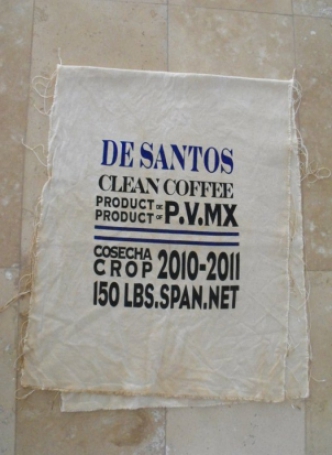 DE SANTOS
CLEAN COFFEE
PRODUCT DE
PRODUCT OF P.V.MX
COSECHA
CROP 2010-2011
150 LBS.SPAN.NET